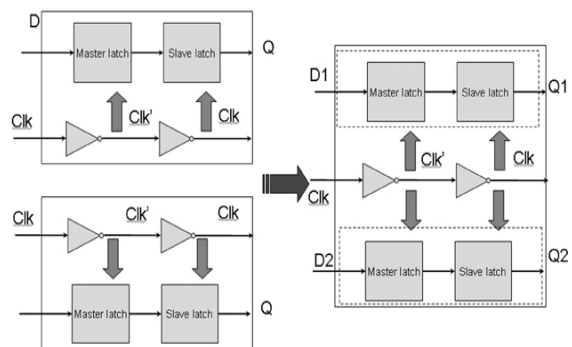 D
Master latch
Slave latch
Q
Clk
Clk'
Clk
Clk
Clk'
Clk
Master latch
Slave latch
Q
D1
Master latch
Slave latch
Q1
Clk
Clk'
Clk
D2
Master latch
Slave latch
Q2